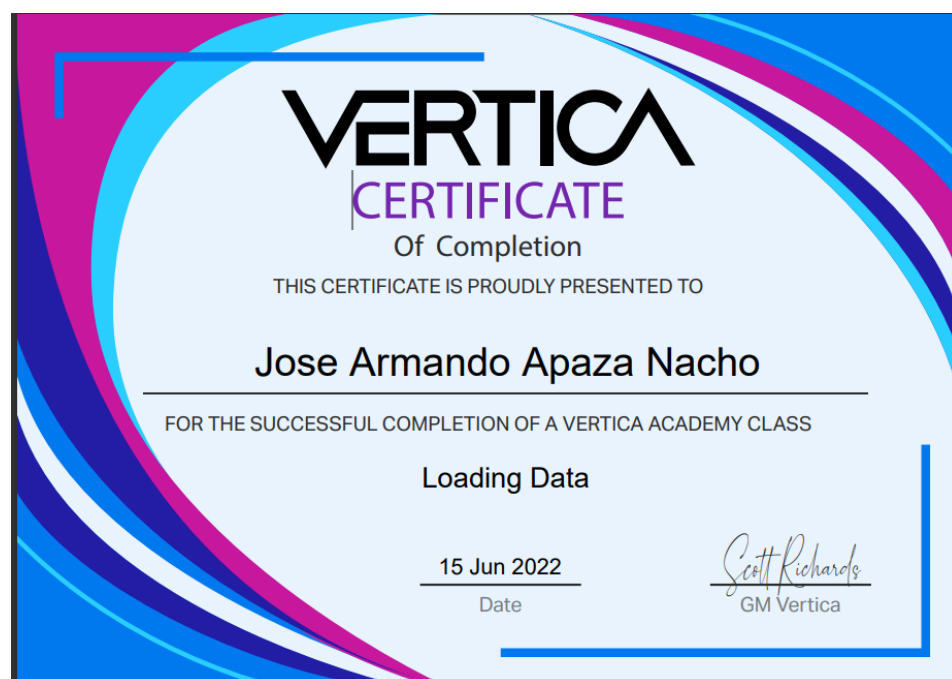 VERTICA
CERTIFICATE
Of Completion
THIS CERTIFICATE IS PROUDLY PRESENTED TO
Jose Armando Apaza Nacho
FOR THE SUCCESSFUL COMPLETION OF A VERTICA ACADEMY CLASS
Loading Data
15 Jun 2022
Scott Richards
Date
GM Vertica